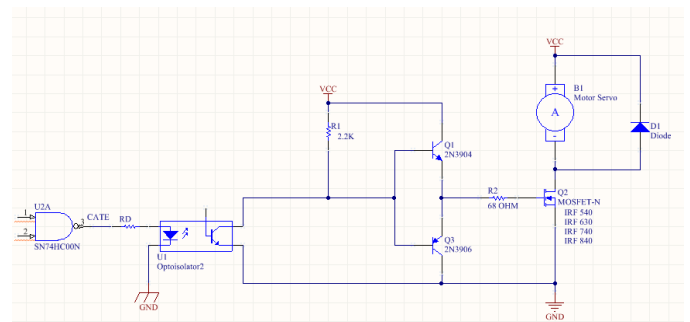 VCC
B1
Motor Servo
A
VCC
R1
2.2K
D1
Diode
Q1
2N3904
R2
68 OHM
Q2
MOSFET-N
IRF 540
IRF 630
IRF 740
IRF 840
U2A
1
2
3
CATE
RD
SN74HC00N
U1
Optoisolator2
Q3
2N3906
GND
GND